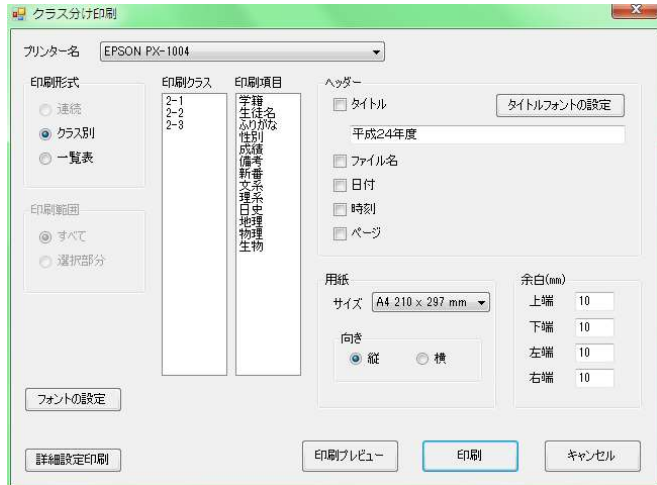 クラス分け印刷
プリンター名 EPSON PX-1004
印刷形式
連続
クラス別
一覧表
印刷範囲
すべて
選択部分
フォントの設定
詳細設定印刷
印刷クラス
2-1
2-2
2-3
印刷項目
学籍
生徒名
ふりがな
性別
成績
備考
新番
文系
理系
日史
地理
物理
生物
ヘッダー
タイトル
タイトルフォントの設定
平成24年度
ファイル名
日付
時刻
ページ
用紙
サイズ A4 210 x 297 mm
向き
縦 横
余白(mm)
上端 10
下端 10
左端 10
右端 10
印刷プレビュー
印刷
キャンセル